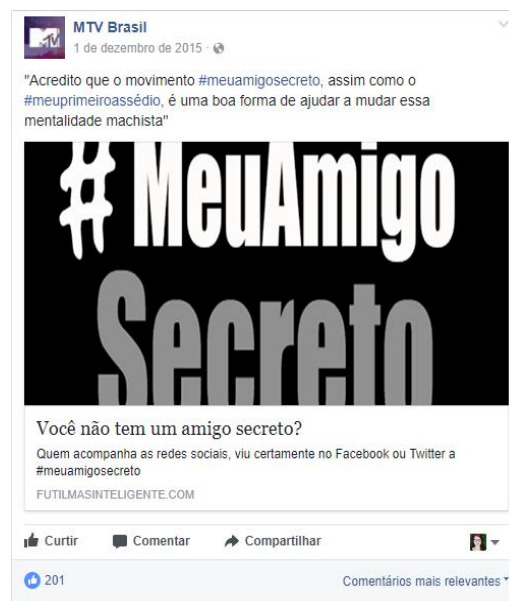 MTV Brasil
1 de dezembro de 2015 ·
"Acredito que o movimento #meuamigosecreto, assim como o
#meuprimeiroassédio, é uma boa forma de ajudar a mudar essa
mentalidade machista"
# MeuAmigo
Secreto
Você não tem um amigo secreto?
Quem acompanha as redes sociais, viu certamente no Facebook ou Twitter a
#meuamigosecreto
FUTILMASINTELIGENTE.COM
Curtir Comentar Compartilhar
201 Comentários mais relevantes